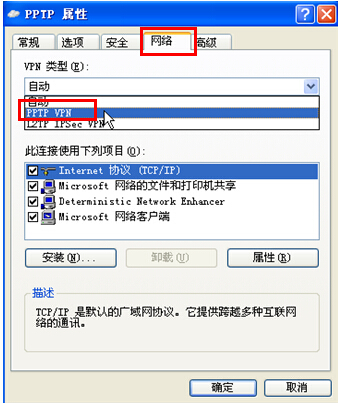 PPTP 属性
常规 选项 安全 网络 高级
VPN 类型(E):
自动
自动
PPTP VPN
L2TP IPSec VPN
此连接使用下列项目(O):
Internet 协议 (TCP/IP)
Microsoft 网络的文件和打印机共享
Deterministic Network Enhancer
Microsoft 网络客户端
安装(N)... 卸载(U) 属性(R)
描述
TCP/IP 是默认的广域网协议。它提供跨越多种互联网
络的通讯。
确定 取消